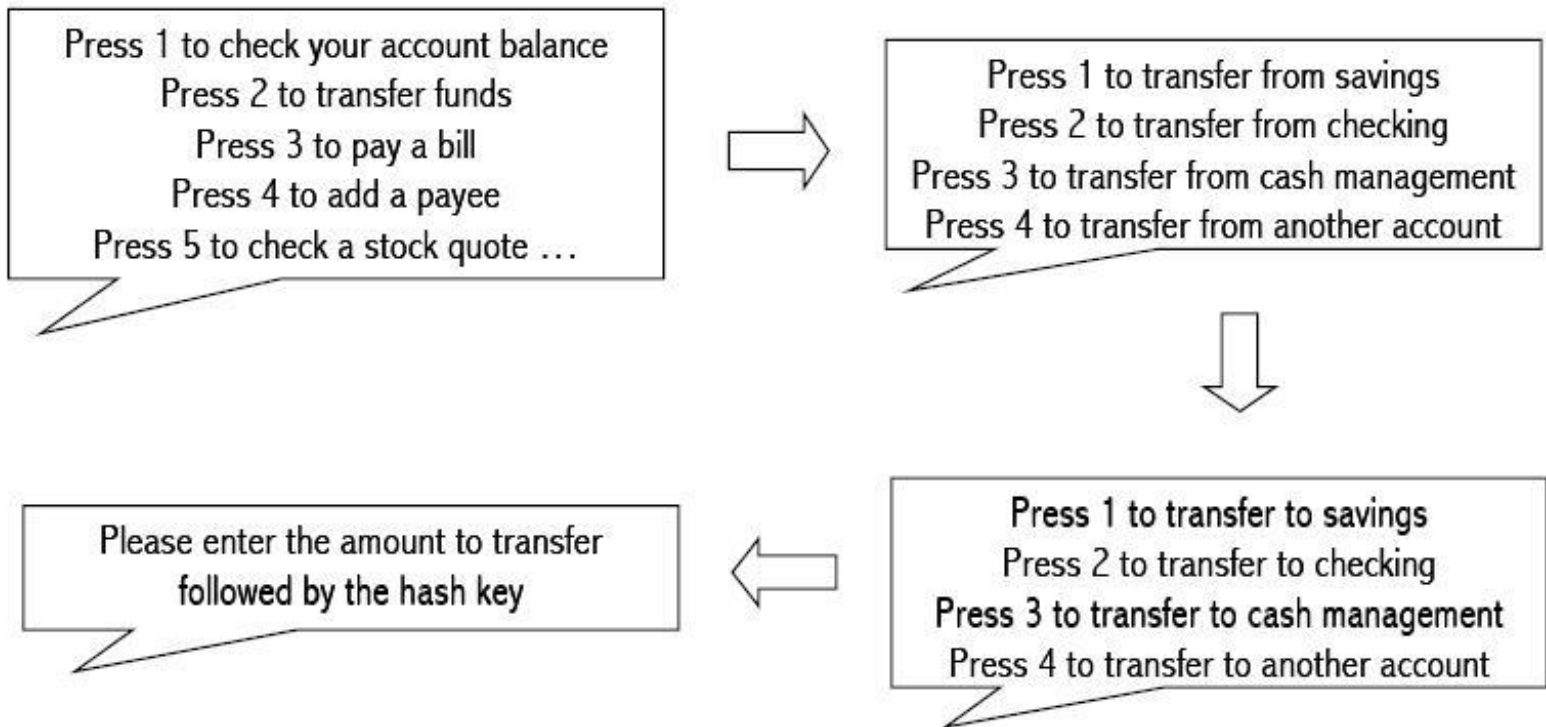 Press 1 to check your account balance
Press 2 to transfer funds
Press 3 to pay a bill
Press 4 to add a payee
Press 5 to check a stock quote …
Press 1 to transfer from savings
Press 2 to transfer from checking
Press 3 to transfer from cash management
Press 4 to transfer from another account
Press 1 to transfer to savings
Press 2 to transfer to checking
Press 3 to transfer to cash management
Press 4 to transfer to another account
Please enter the amount to transfer
followed by the hash key